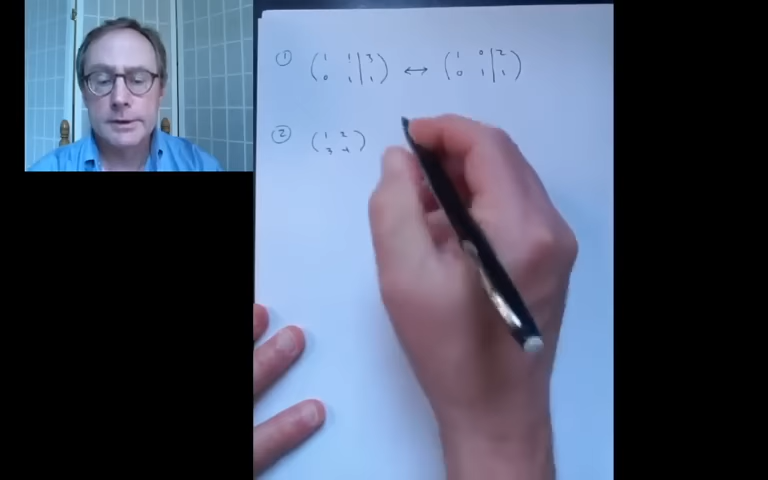 ① ( 1 1 | 3 ) ↔ ( 1 0 | 2 )
( 0 1 | 1 ) ( 0 1 | 1 )
② ( 1 2 )
( 3 4 )